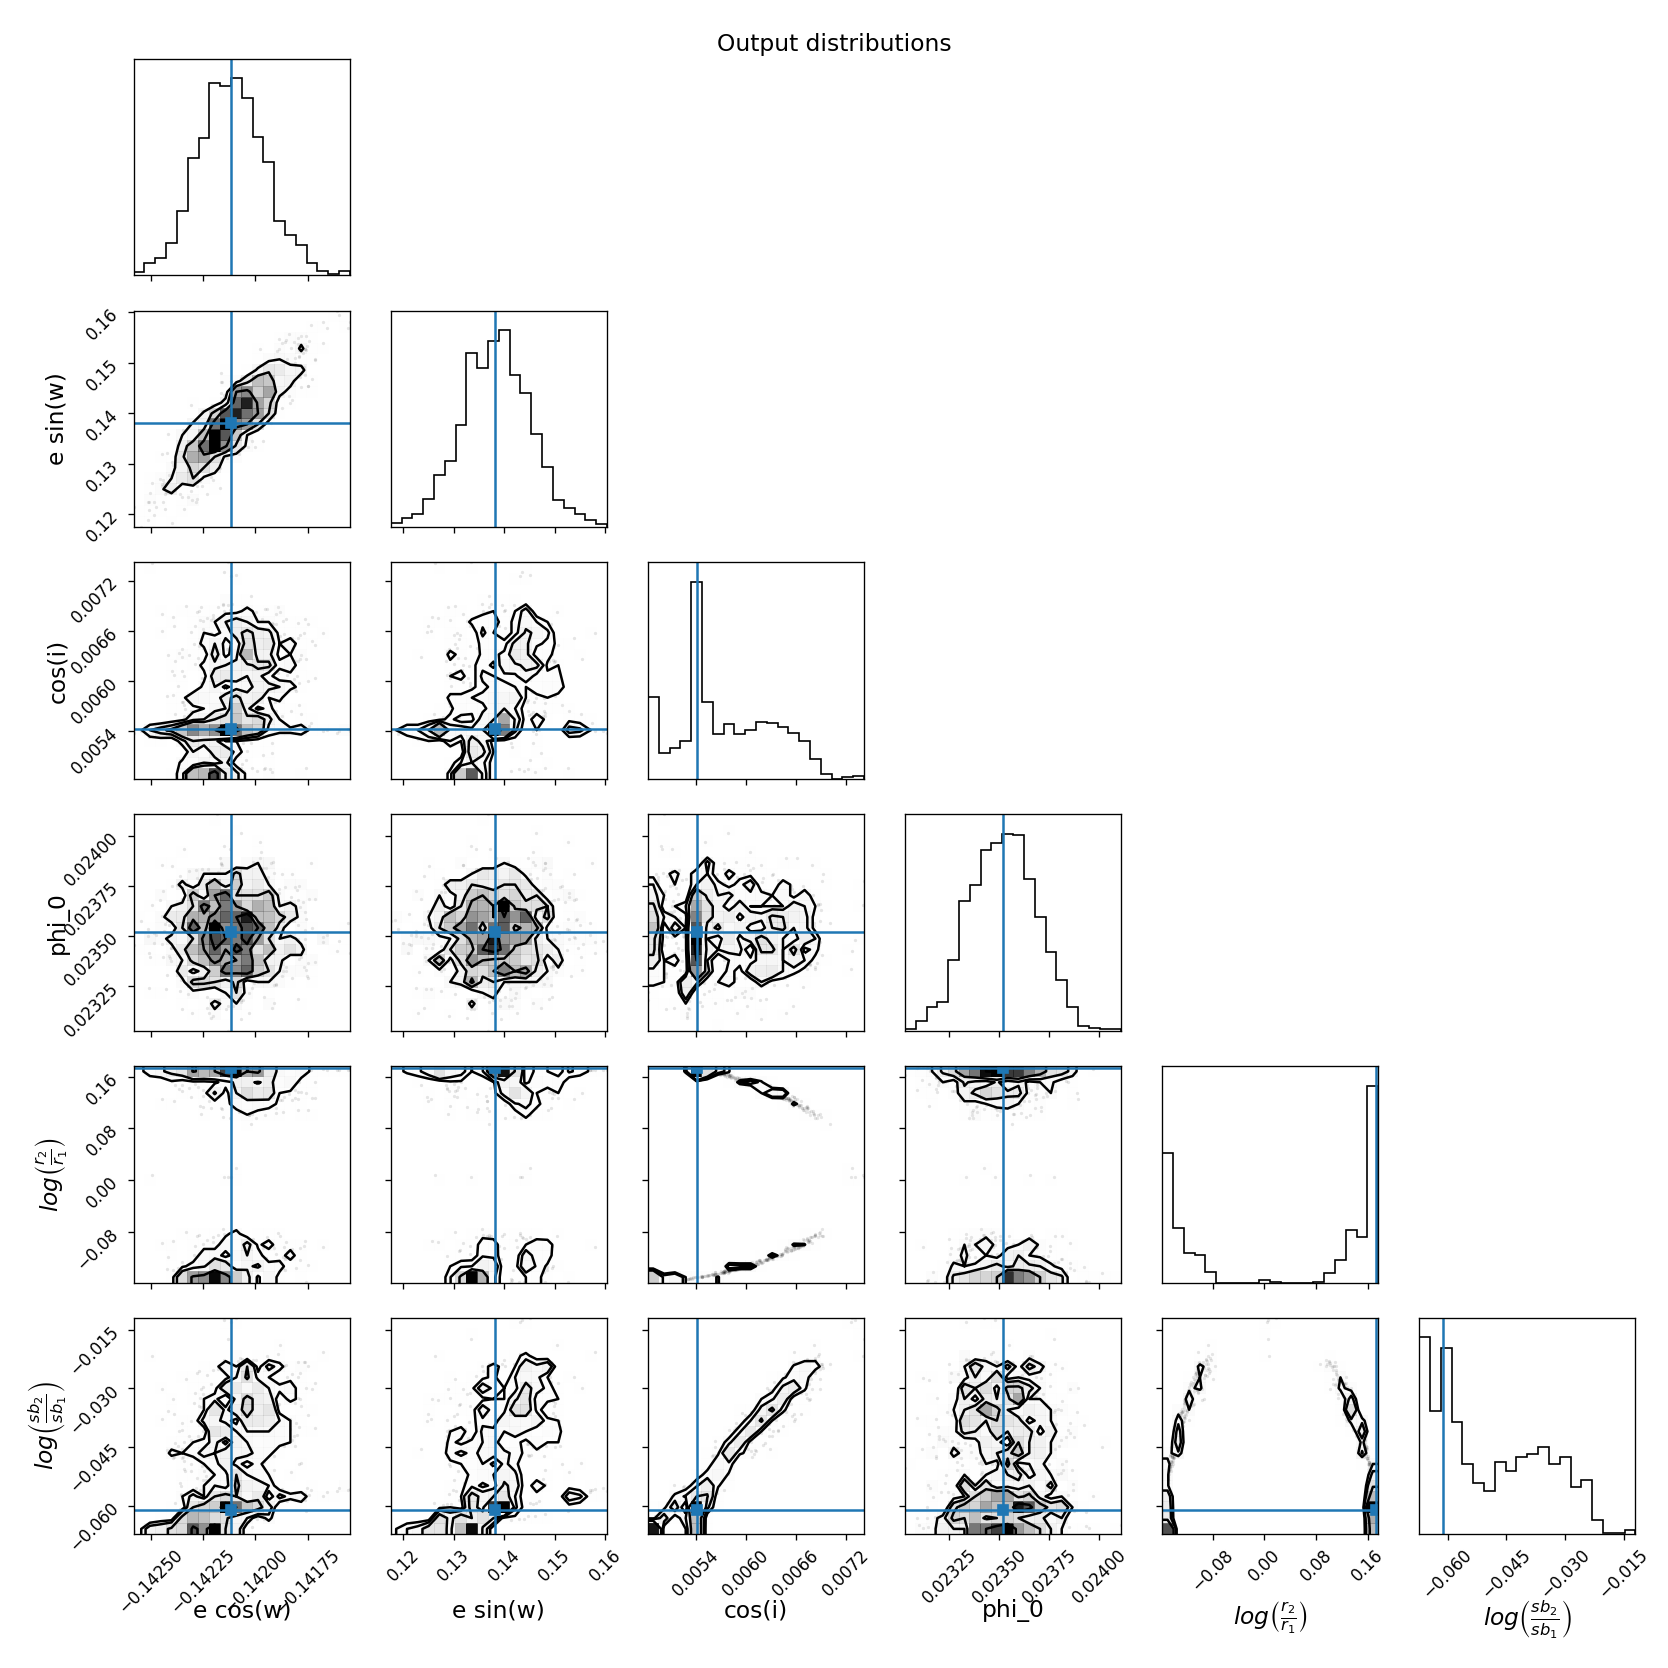 Output distributions
0.16
0.15
0.14
0.13
0.12
e sin(w)
0.0072
0.0066
0.0060
0.0054
cos(i)
0.02400
0.02375
0.02350
0.02325
phi_0
0.16
0.08
0.00
−0.08
log(r₂/r₁)
−0.015
−0.030
−0.045
−0.060
log(sb₂/sb₁)
−0.14250 −0.14225 −0.14200 −0.14175 0.12 0.13 0.14 0.15 0.16 0.0054 0.0060 0.0066 0.0072 0.02325 0.02350 0.02375 0.02400 −0.08 0.00 0.08 0.16 −0.060 −0.045 −0.030 −0.015
e cos(w) e sin(w) cos(i) phi_0 log(r₂/r₁) log(sb₂/sb₁)